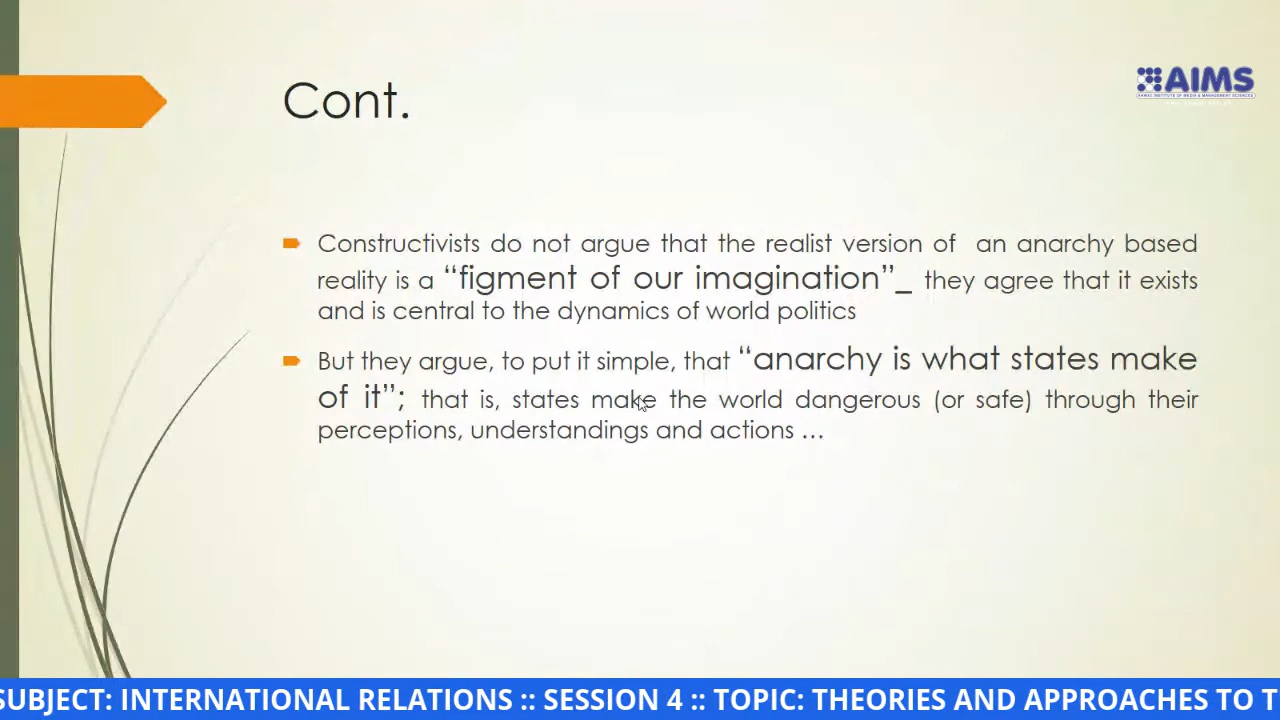 Cont.
AIMS
Constructivists do not argue that the realist version of an anarchy based
reality is a “figment of our imagination”_ they agree that it exists
and is central to the dynamics of world politics
But they argue, to put it simple, that “anarchy is what states make
of it”; that is, states make the world dangerous (or safe) through their
perceptions, understandings and actions …
SUBJECT: INTERNATIONAL RELATIONS :: SESSION 4 :: TOPIC: THEORIES AND APPROACHES TO T